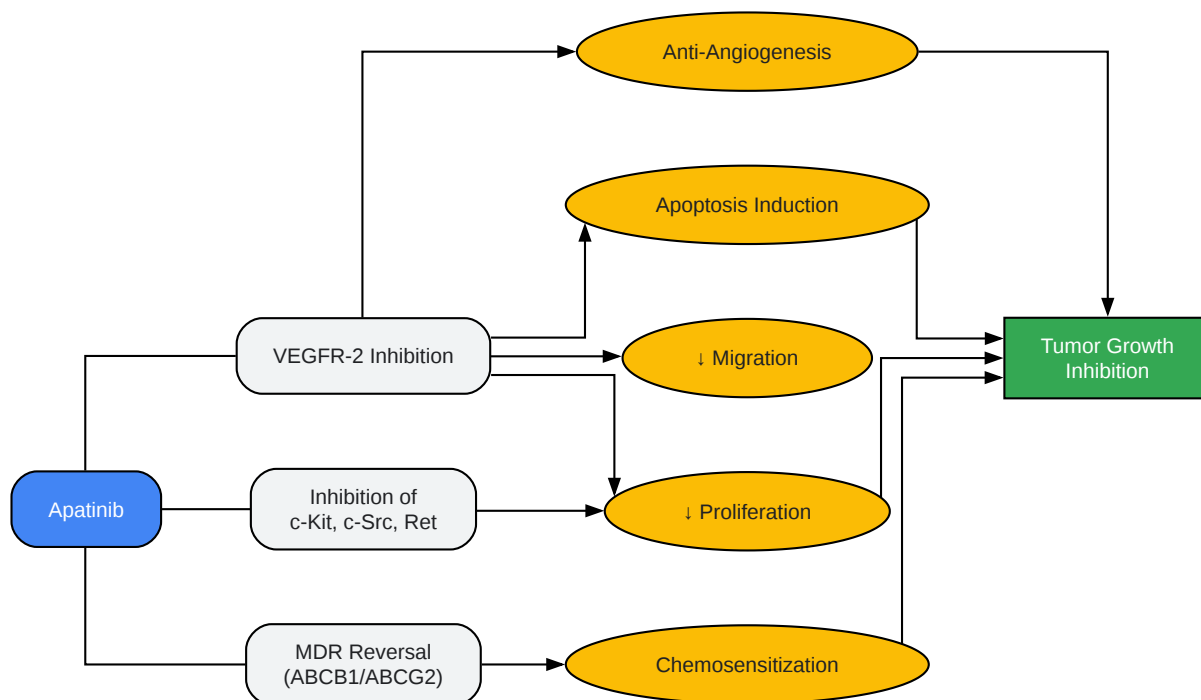 Anti-Angiogenesis
Apoptosis Induction
VEGFR-2 Inhibition
↓ Migration
Tumor Growth
Inhibition
Apatinib
Inhibition of
c-Kit, c-Src, Ret
↓ Proliferation
MDR Reversal
(ABCB1/ABCG2)
Chemosensitization